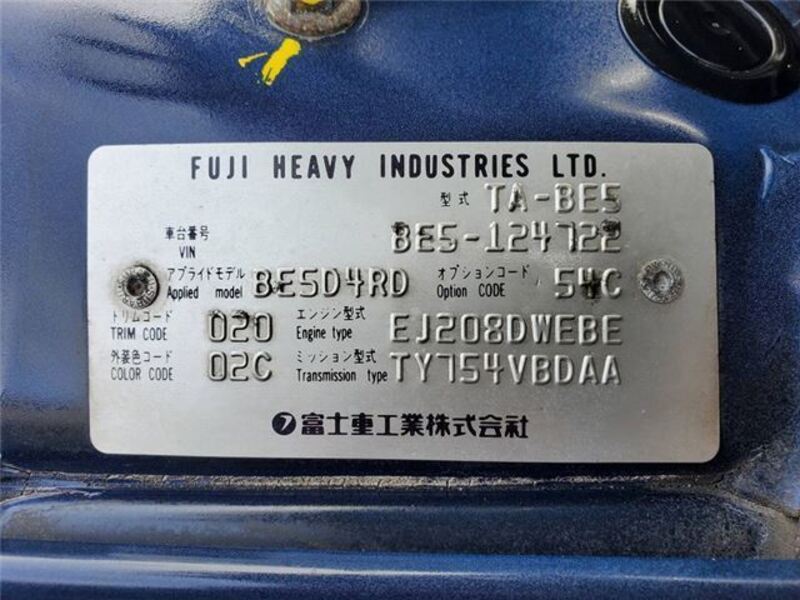 FUJI HEAVY INDUSTRIES LTD.
型式 TA-BE5
車台番号 VIN BE5-124722
アプライドモデル Applied model BE5D4RD オプションコード Option CODE 54C
トリムコード TRIM CODE 020 エンジン型式 Engine type EJ208DWEBE
外装色コード COLOR CODE 02C ミッション型式 Transmission type TY754VBDAA
富士重工業株式会社